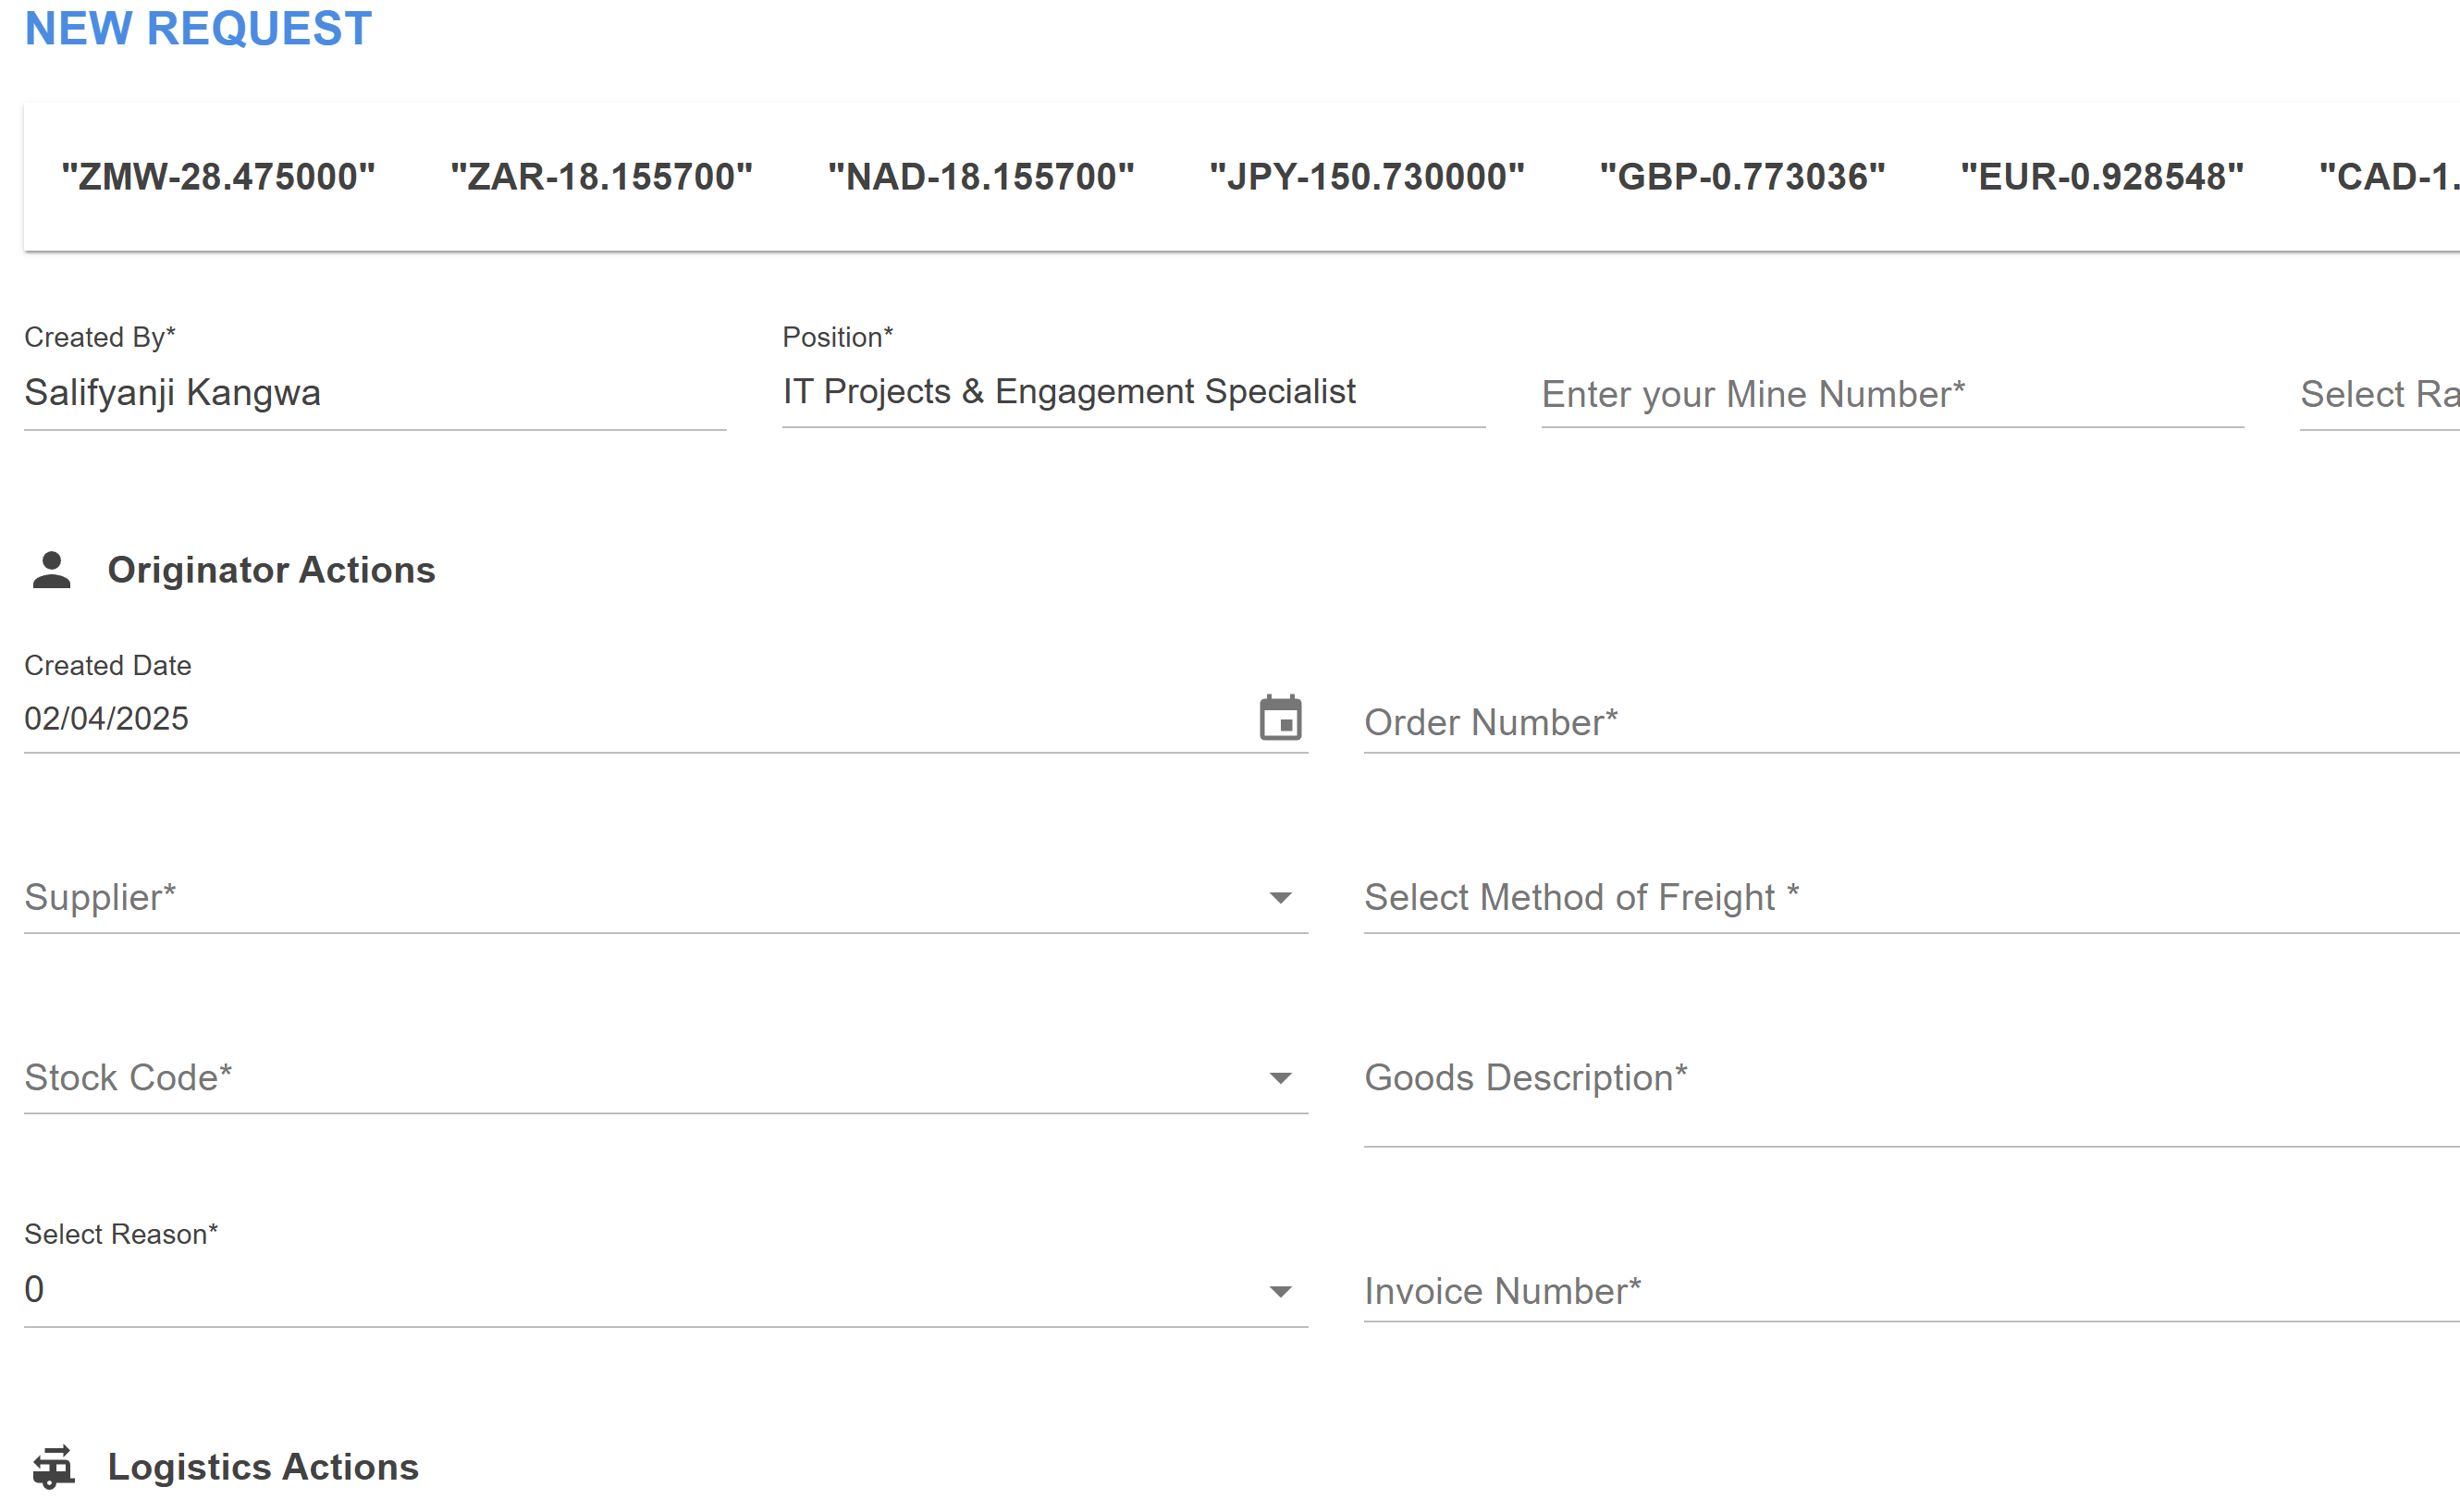 NEW REQUEST
"ZMW-28.475000" "ZAR-18.155700" "NAD-18.155700" "JPY-150.730000" "GBP-0.773036" "EUR-0.928548" "CAD-1.
Created By* Position*
Salifyanji Kangwa IT Projects & Engagement Specialist Enter your Mine Number* Select Ra
Originator Actions
Created Date
02/04/2025 Order Number*
Supplier* Select Method of Freight *
Stock Code* Goods Description*
Select Reason*
0 Invoice Number*
Logistics Actions